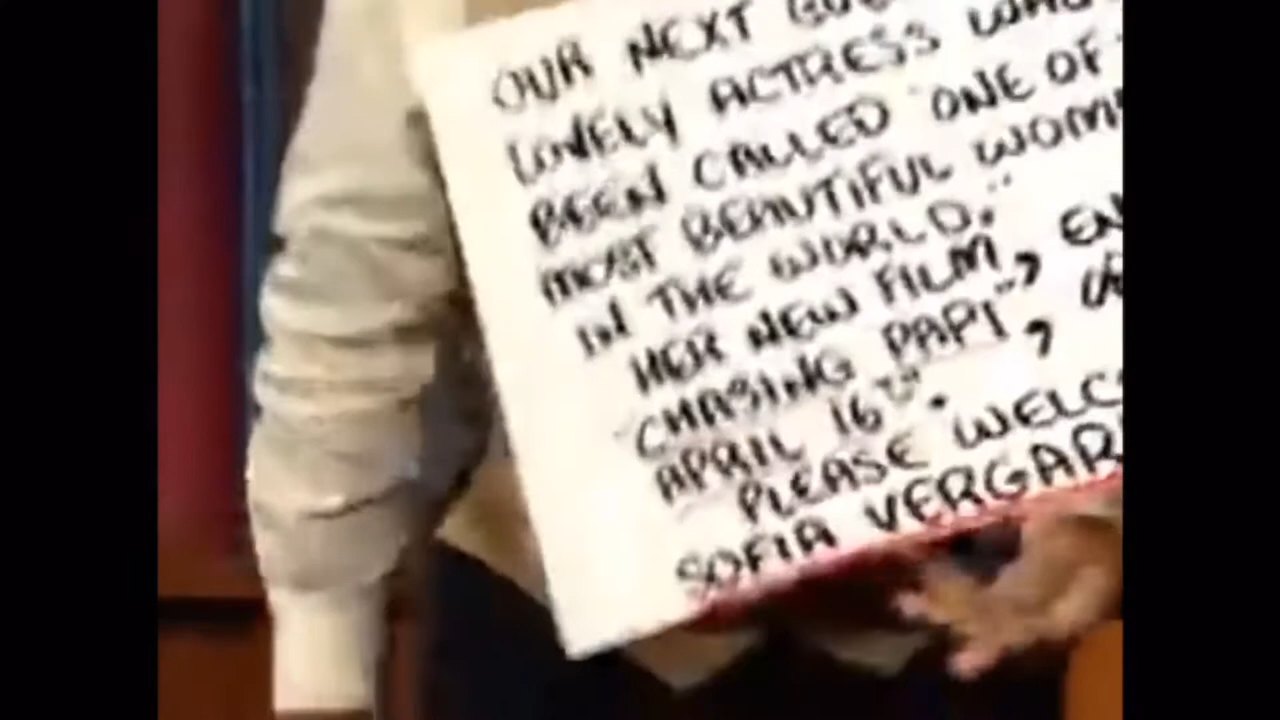 OUR NEXT
LOVELY ACTRESS
BEEN CALLED "ONE OF
MOST BEAUTIFUL
IN THE WORLD."
HER NEW FILM,
"CHASING PAPI",
APRIL 16TH.
PLEASE
SOFIA